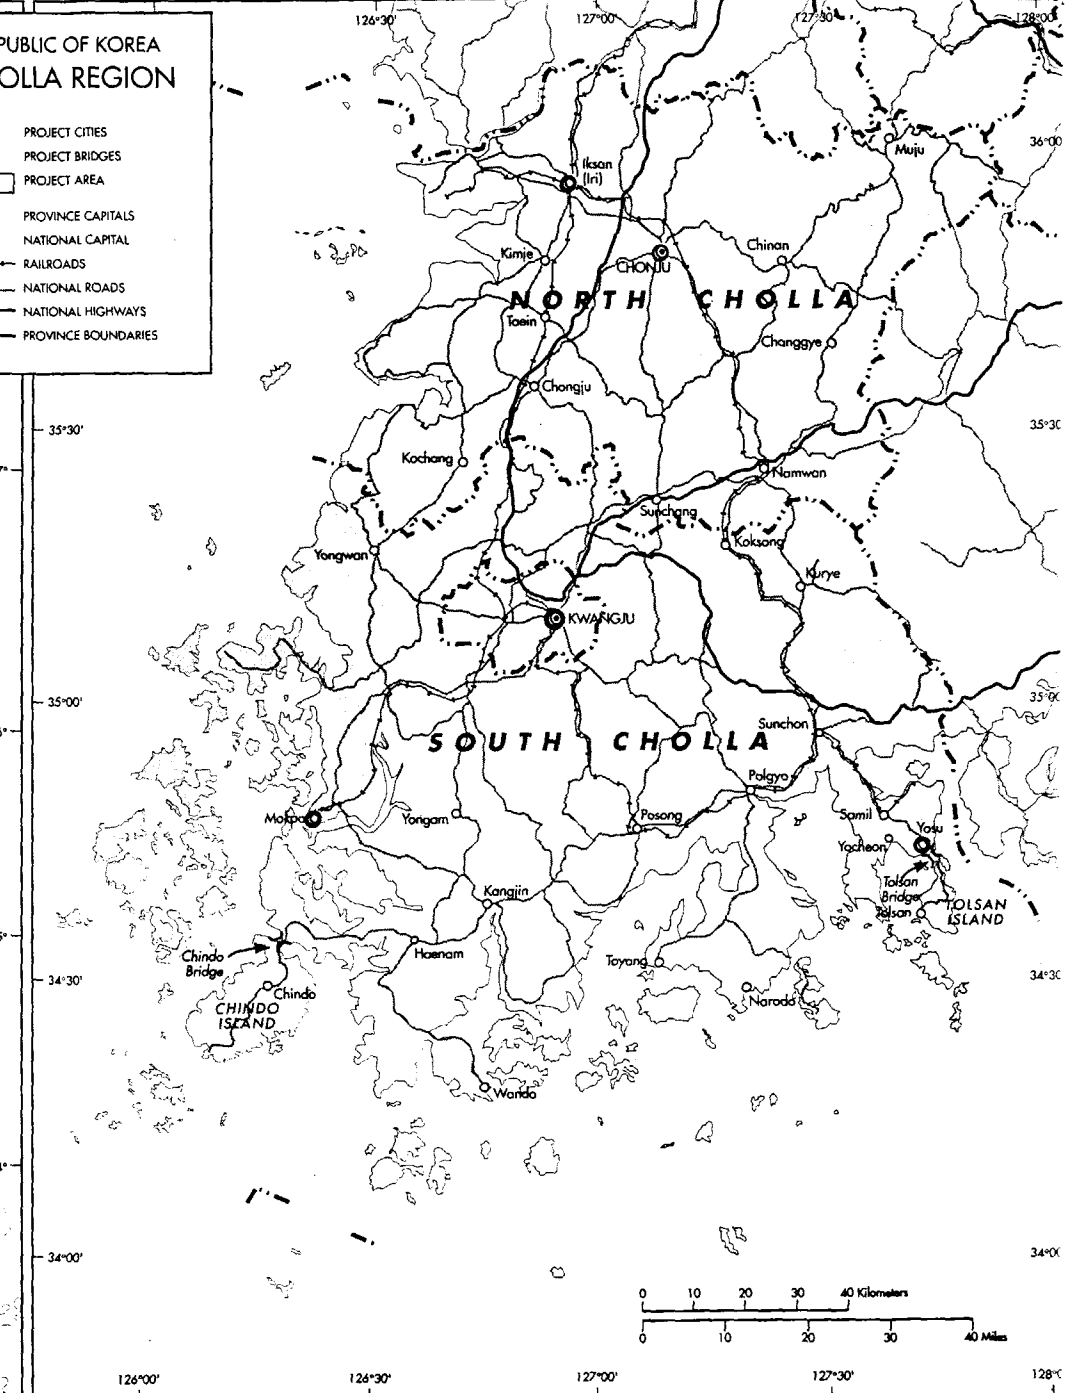 126°30'
127°00'
127°30'
128°00'
PUBLIC OF KOREA
OLLA REGION
PROJECT CITIES
PROJECT BRIDGES
PROJECT AREA
PROVINCE CAPITALS
NATIONAL CAPITAL
RAILROADS
NATIONAL ROADS
NATIONAL HIGHWAYS
PROVINCE BOUNDARIES
36°00
Muju
Iksan
(Iri)
Kimje
CHONJU
Chinan
NORTH CHOLLA
Taein
Changgye
Chongju
35°30'
35°30
Kochang
Namwan
Sunchang
Yongwan
Koksong
Kurye
KWANGJU
35°00'
35°00
Sunchon
SOUTH CHOLLA
Polgyo
Mokpo
Yongam
Posong
Samil
Yosu
Yocheon
Tolsan
Bridge
Tolsan
TOLSAN
ISLAND
Kangjin
Haenam
Chindo
Bridge
Toyang
34°30'
34°30
Chindo
Narodo
CHINDO
ISLAND
Wando
34°00'
34°00
0 10 20 30 40 Kilometers
0 10 20 30 40 Miles
126°00'
126°30'
127°00'
127°30'
128°0